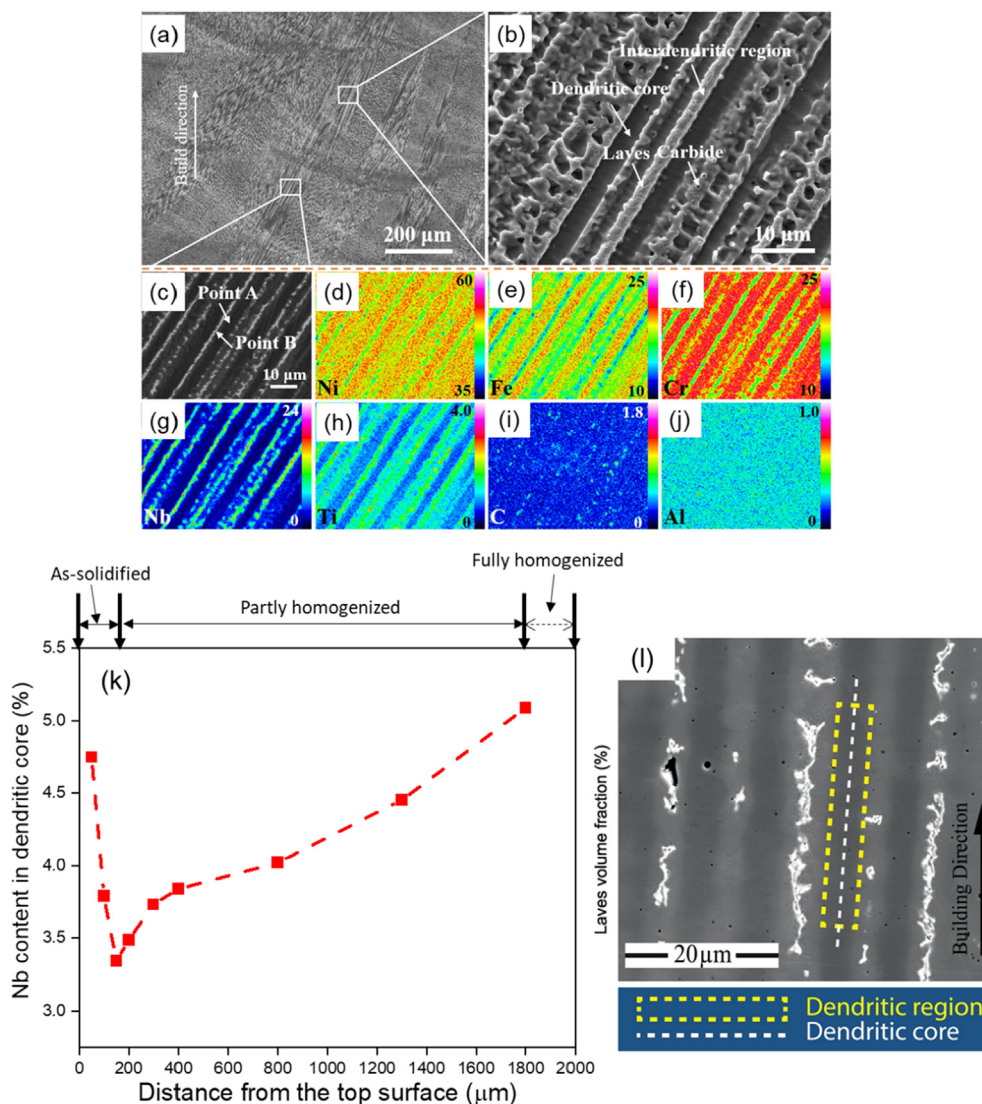 (a)
Build direction
200 μm
(b)
Interdendritic region
Dendritic core
Laves Carbide
10 μm
(c)
Point A
Point B
10 μm
(d)
60
Ni
35
(e)
25
Fe
10
(f)
25
Cr
10
(g)
24
Nb
0
(h)
4.0
Ti
0
(i)
1.8
C
0
(j)
1.0
Al
0
As-solidified
Partly homogenized
Fully homogenized
(k)
Nb content in dendritic core (%)
5.5
5.0
4.5
4.0
3.5
3.0
0 200 400 600 800 1000 1200 1400 1600 1800 2000
Distance from the top surface (μm)
Laves volume fraction (%)
(l)
Building Direction
20μm
Dendritic region
Dendritic core